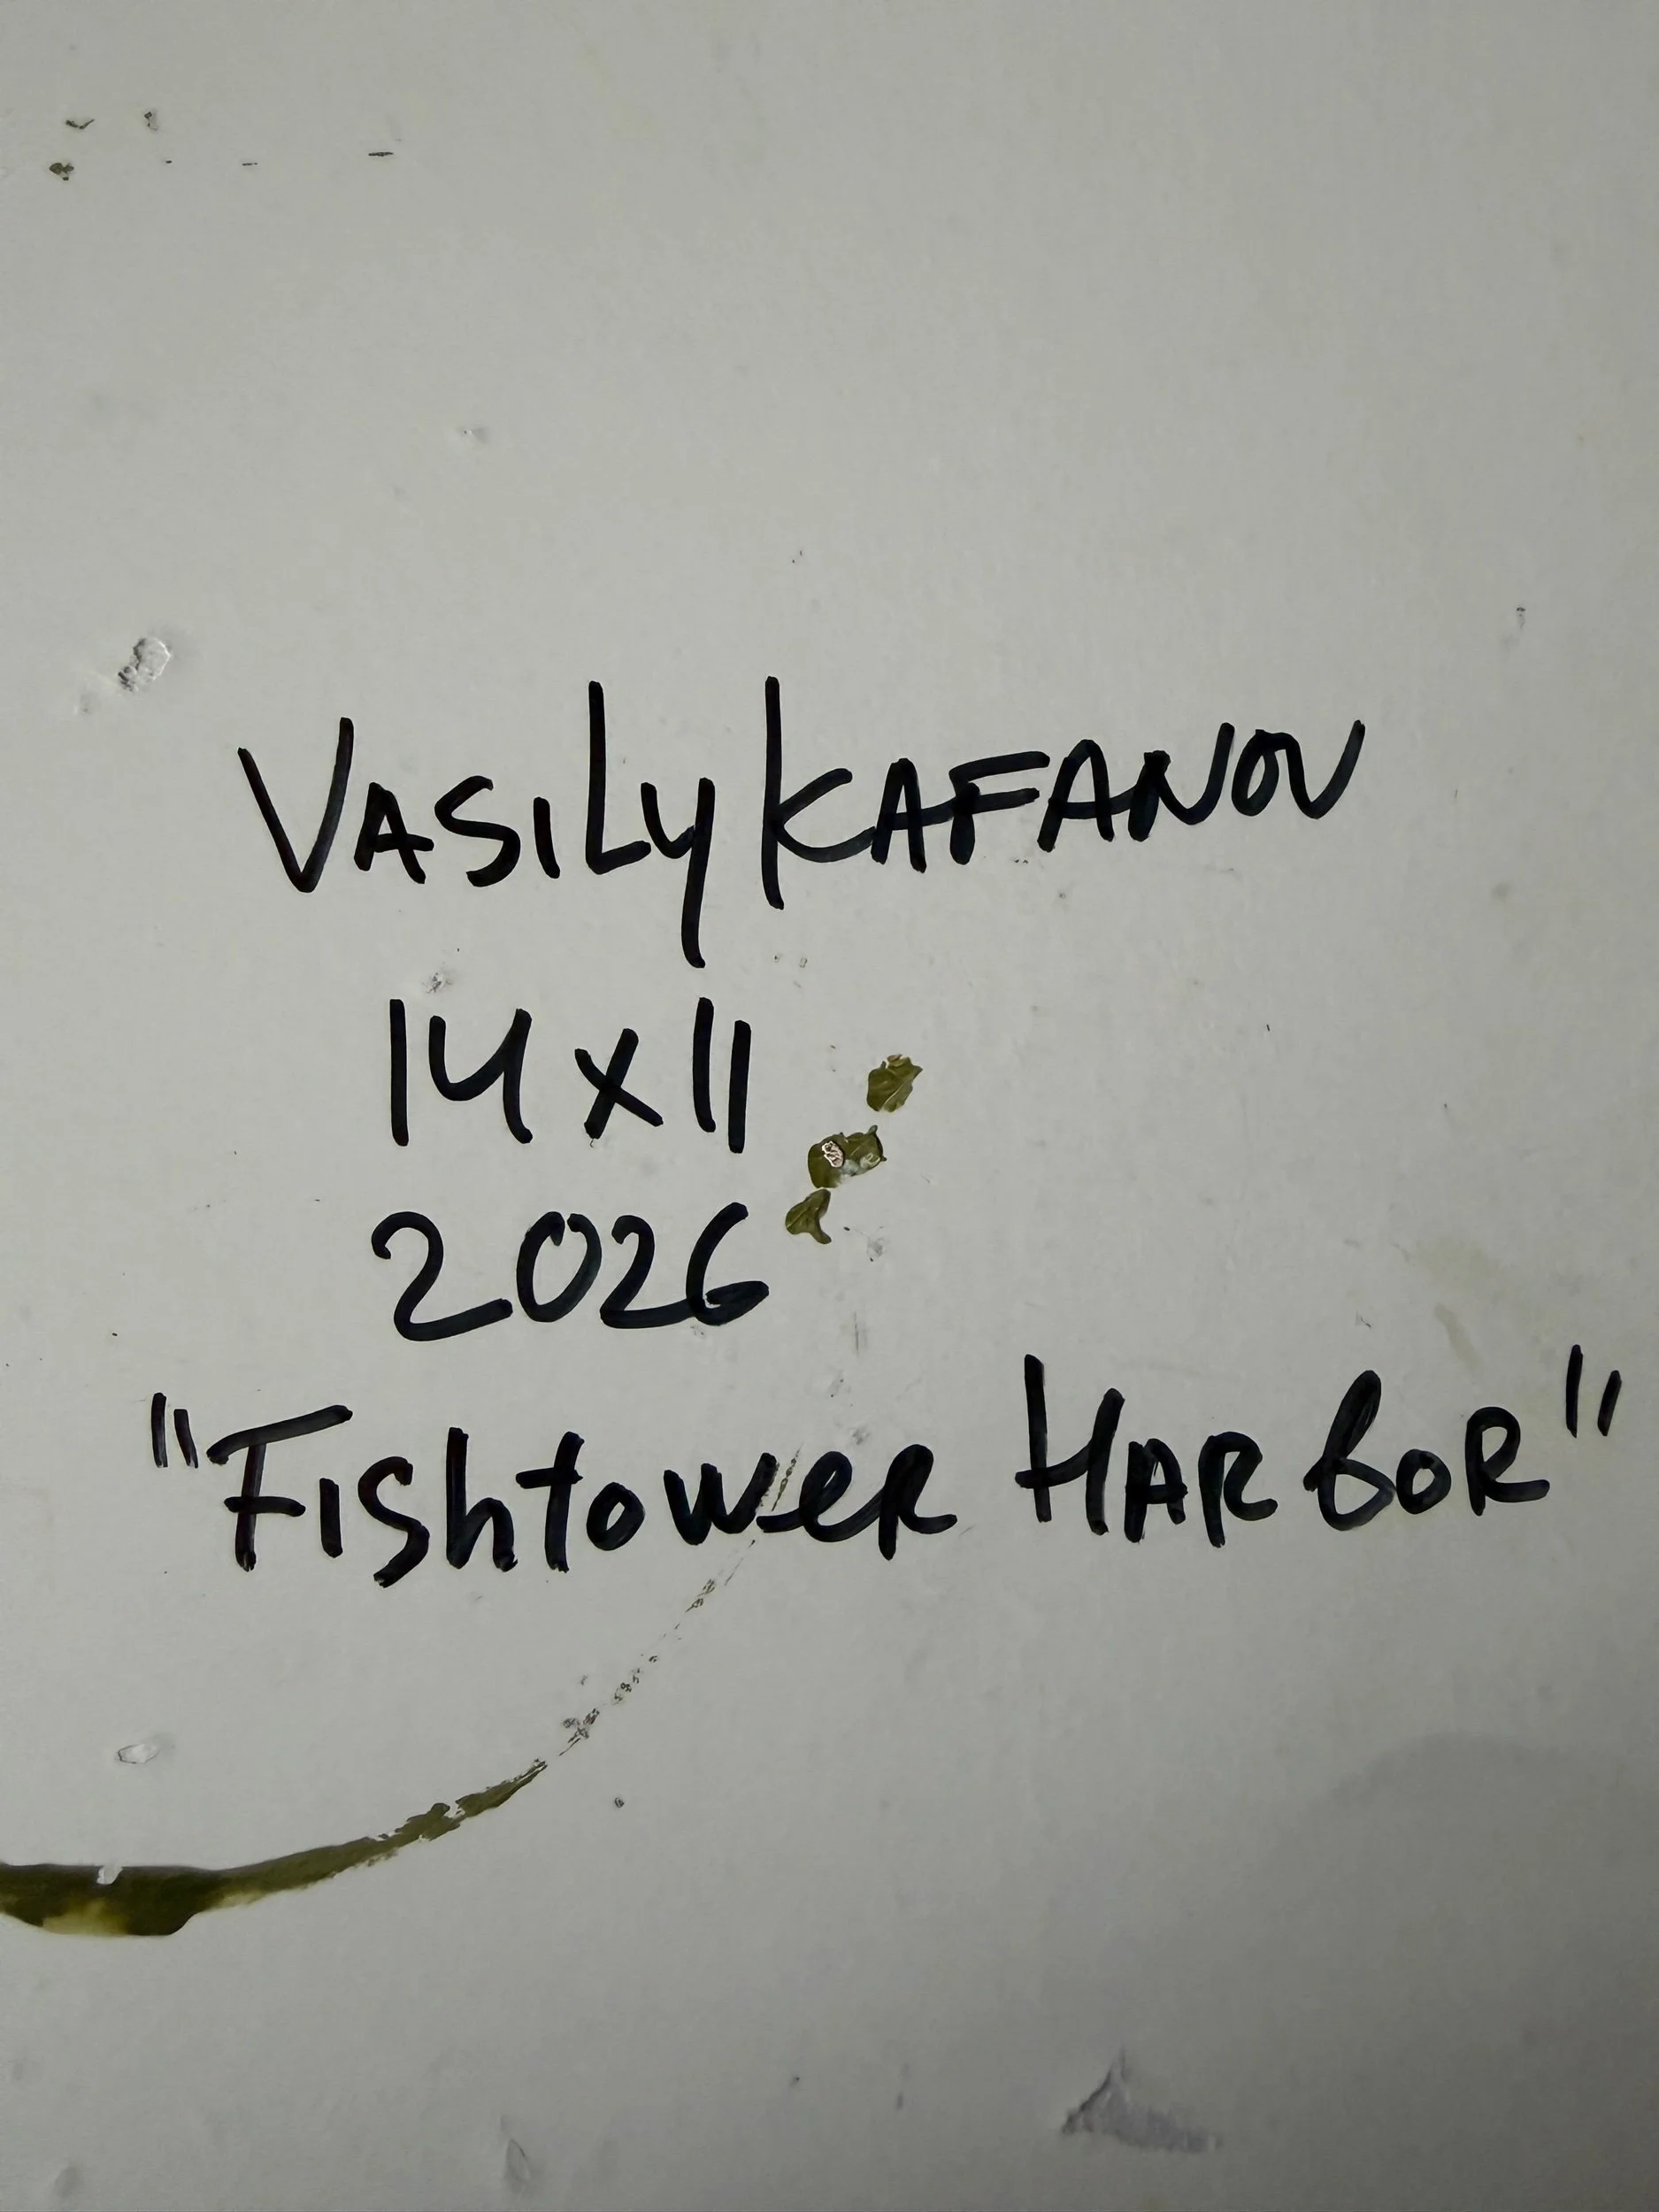 VASILY KAFANOV
14 x 11
2026
"FIShtoweR HARBOR"